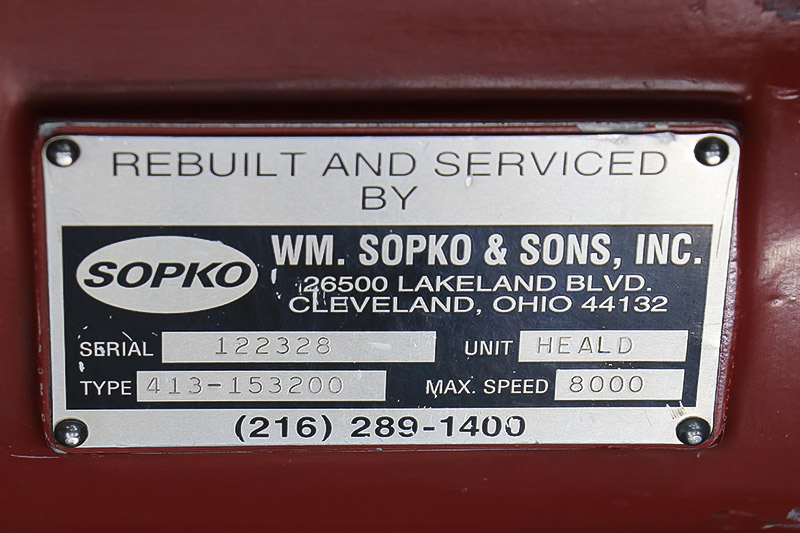 REBUILT AND SERVICED
BY
SOPKO
WM. SOPKO & SONS, INC.
26500 LAKELAND BLVD.
CLEVELAND, OHIO 44132
SERIAL 122328 UNIT HEALD
TYPE 413-153200 MAX. SPEED 8000
(216) 289-1400